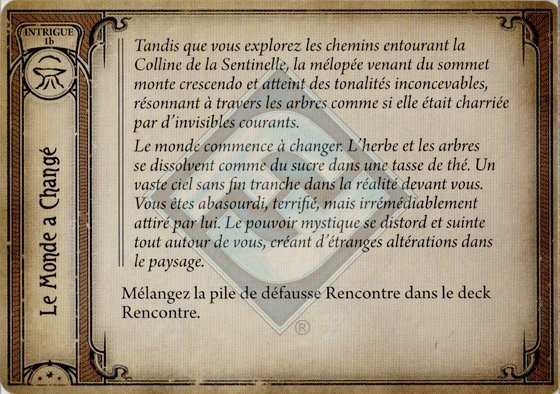 INTRIGUE
1b
Le Monde a Changé
Tandis que vous explorez les chemins entourant la
Colline de la Sentinelle, la mélopée venant du sommet
monte crescendo et atteint des tonalités inconcevables,
résonnant à travers les arbres comme si elle était charriée
par d'invisibles courants.
Le monde commence à changer. L'herbe et les arbres
se dissolvent comme du sucre dans une tasse de thé. Un
vaste ciel sans fin tranche dans la réalité devant vous.
Vous êtes abasourdi, terrifié, mais irrémédiablement
attiré par lui. Le pouvoir mystique se distord et suinte
tout autour de vous, créant d'étranges altérations dans
le paysage.
Mélangez la pile de défausse Rencontre dans le deck
Rencontre.
®